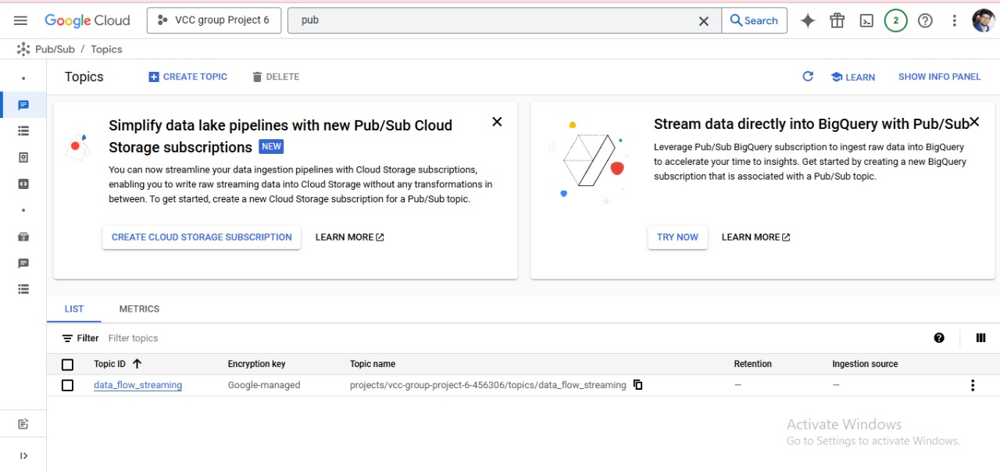 Google Cloud
VCC group Project 6
pub
Search
2
Pub/Sub / Topics
Topics
CREATE TOPIC
DELETE
LEARN
SHOW INFO PANEL
Simplify data lake pipelines with new Pub/Sub Cloud
Storage subscriptions NEW
You can now streamline your data ingestion pipelines with Cloud Storage subscriptions,
enabling you to write raw streaming data into Cloud Storage without any transformations in
between. To get started, create a new Cloud Storage subscription for a Pub/Sub topic.
CREATE CLOUD STORAGE SUBSCRIPTION
LEARN MORE
Stream data directly into BigQuery with Pub/Sub
Leverage Pub/Sub BigQuery subscription to ingest raw data into BigQuery
to accelerate your time to insights. Get started by creating a new BigQuery
subscription that is associated with a Pub/Sub topic.
TRY NOW
LEARN MORE
LIST
METRICS
Filter Filter topics
Topic ID Encryption key Topic name Retention Ingestion source
data_flow_streaming Google-managed projects/vcc-group-project-6-456306/topics/data_flow_streaming — —
Activate Windows
Go to Settings to activate Windows.